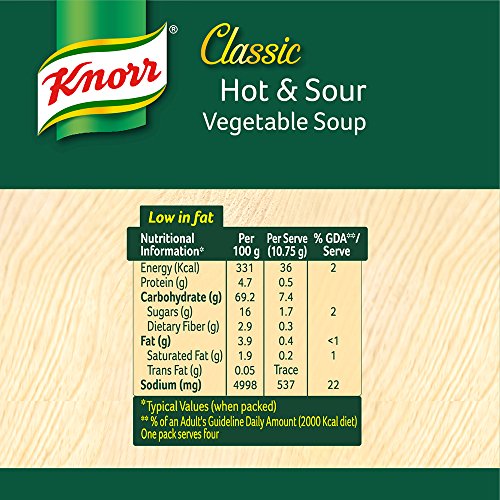 Knorr®
Classic
Hot & Sour
Vegetable Soup
Low in fat
Nutritional Information* Per 100 g Per Serve (10.75 g) % GDA**/ Serve
Energy (Kcal) 331 36 2
Protein (g) 4.7 0.5
Carbohydrate (g) 69.2 7.4
Sugars (g) 16 1.7 2
Dietary Fiber (g) 2.9 0.3
Fat (g) 3.9 0.4 <1
Saturated Fat (g) 1.9 0.2 1
Trans Fat (g) 0.05 Trace
Sodium (mg) 4998 537 22
*Typical Values (when packed)
** % of an Adult's Guideline Daily Amount (2000 Kcal diet)
One pack serves four